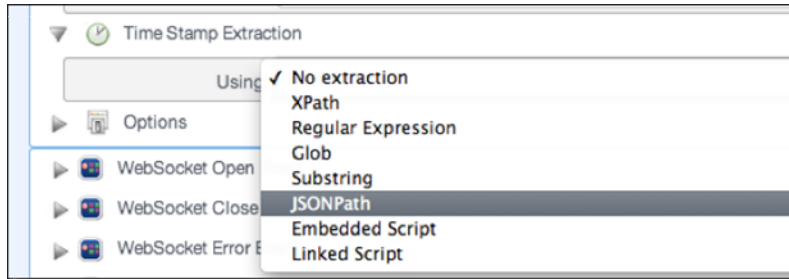 Time Stamp Extraction
Using
✓ No extraction
XPath
Regular Expression
Glob
Substring
JSONPath
Embedded Script
Linked Script
Options
WebSocket Open
WebSocket Close
WebSocket Error